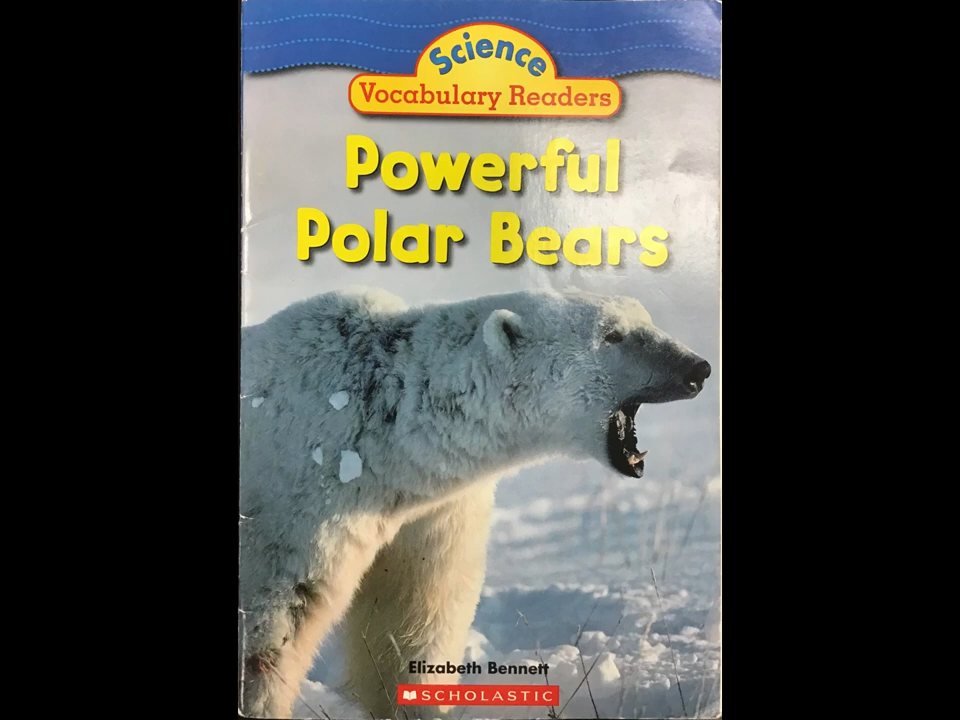 Science
Vocabulary Readers
Powerful
Polar Bears
Elizabeth Bennett
SCHOLASTIC